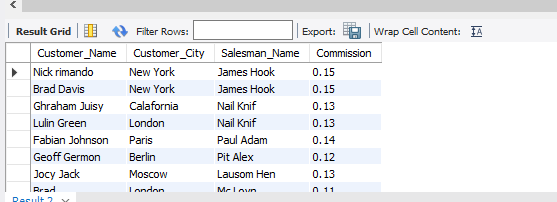 Result Grid Filter Rows: Export: Wrap Cell Content: IA
Customer_Name Customer_City Salesman_Name Commission
Nick rimando New York James Hook 0.15
Brad Davis New York James Hook 0.15
Ghraham Juisy Calafornia Nail Knif 0.13
Lulin Green London Nail Knif 0.13
Fabian Johnson Paris Paul Adam 0.14
Geoff Germon Berlin Pit Alex 0.12
Jocy Jack Moscow Lausom Hen 0.13
Brad London Mc Lyon 0.11
Result 2